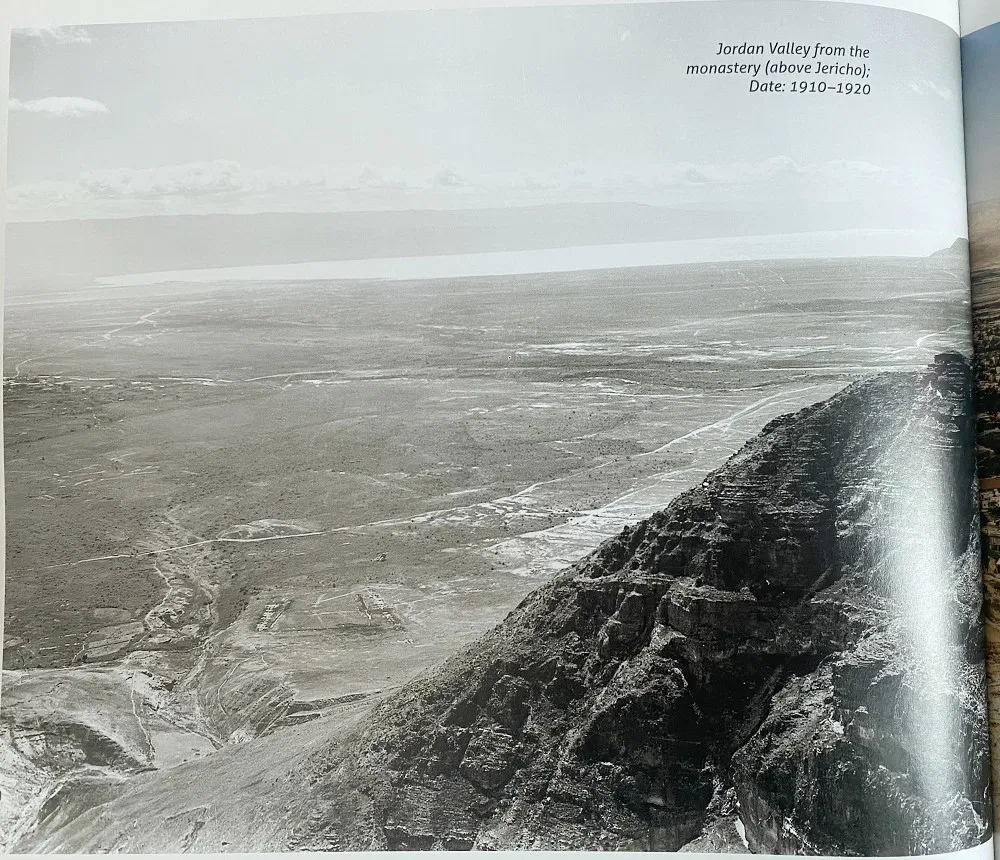 Jordan Valley from the
monastery (above Jericho);
Date: 1910–1920